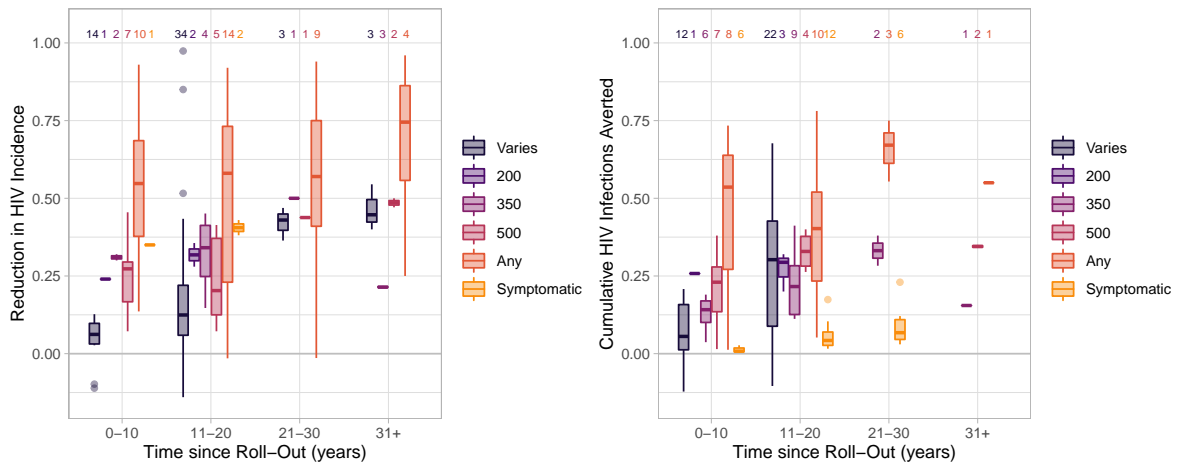 14 1 2 7 10 1 34 2 4 5 14 2 3 1 1 9 3 3 2 4
1.00
0.75
0.50
0.25
0.00
Reduction in HIV Incidence
0−10 11−20 21−30 31+
Time since Roll−Out (years)
Varies
200
350
500
Any
Symptomatic
12 1 6 7 8 6 22 3 9 4 10 12 2 3 6 1 2 1
1.00
0.75
0.50
0.25
0.00
Cumulative HIV Infections Averted
0−10 11−20 21−30 31+
Time since Roll−Out (years)
Varies
200
350
500
Any
Symptomatic